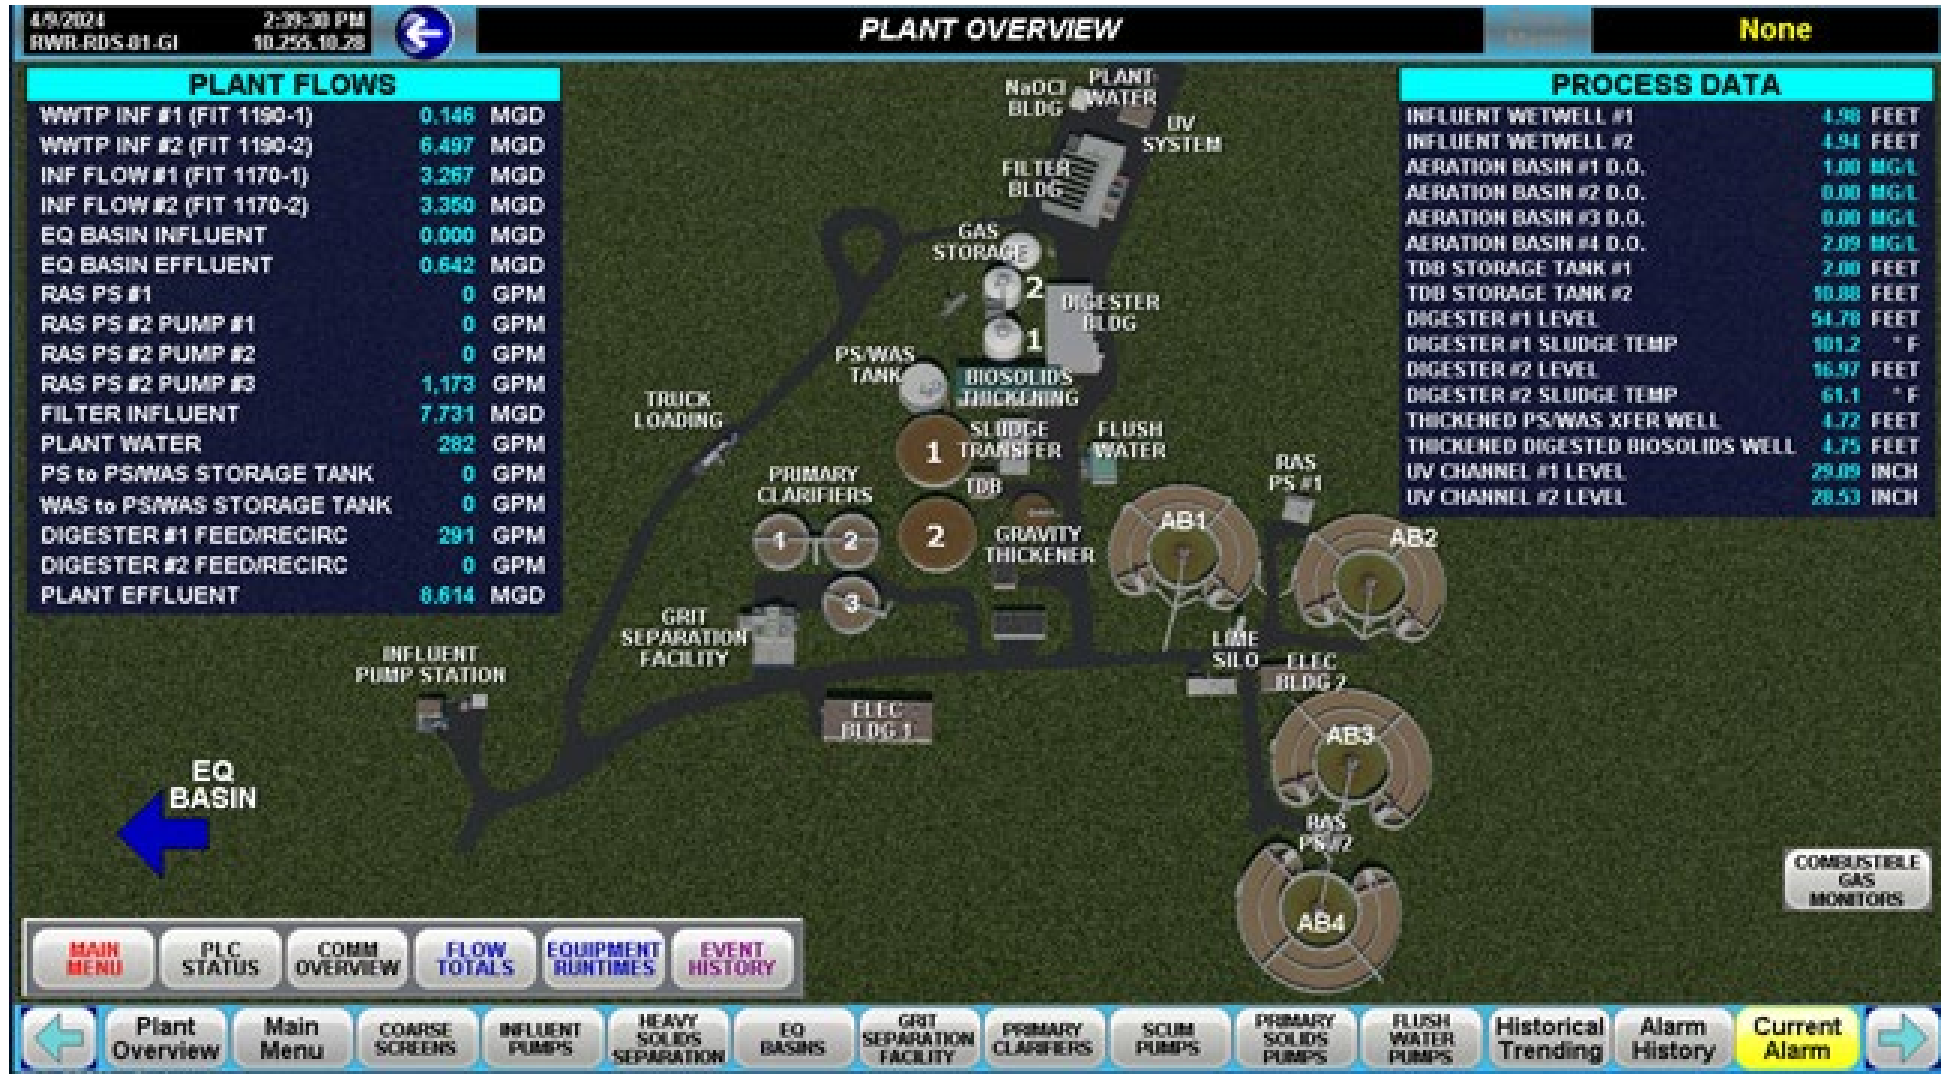 4/9/2024 2:39:30 PM
RWR-RDS-01-GI 10.255.10.28
PLANT OVERVIEW
None
PLANT FLOWS
WWTP INF #1 (FIT 1190-1) 0.146 MGD
WWTP INF #2 (FIT 1190-2) 6.497 MGD
INF FLOW #1 (FIT 1170-1) 3.267 MGD
INF FLOW #2 (FIT 1170-2) 3.350 MGD
EQ BASIN INFLUENT 0.000 MGD
EQ BASIN EFFLUENT 0.642 MGD
RAS PS #1 0 GPM
RAS PS #2 PUMP #1 0 GPM
RAS PS #2 PUMP #2 0 GPM
RAS PS #2 PUMP #3 1,173 GPM
FILTER INFLUENT 7.731 MGD
PLANT WATER 282 GPM
PS to PS/WAS STORAGE TANK 0 GPM
WAS to PS/WAS STORAGE TANK 0 GPM
DIGESTER #1 FEED/RECIRC 291 GPM
DIGESTER #2 FEED/RECIRC 0 GPM
PLANT EFFLUENT 8.614 MGD
PROCESS DATA
INFLUENT WETWELL #1 4.98 FEET
INFLUENT WETWELL #2 4.94 FEET
AERATION BASIN #1 D.O. 1.00 MG/L
AERATION BASIN #2 D.O. 0.00 MG/L
AERATION BASIN #3 D.O. 0.00 MG/L
AERATION BASIN #4 D.O. 2.09 MG/L
TDB STORAGE TANK #1 2.00 FEET
TDB STORAGE TANK #2 10.88 FEET
DIGESTER #1 LEVEL 54.78 FEET
DIGESTER #1 SLUDGE TEMP 101.2 ° F
DIGESTER #2 LEVEL 16.97 FEET
DIGESTER #2 SLUDGE TEMP 61.1 ° F
THICKENED PS/WAS XFER WELL 4.72 FEET
THICKENED DIGESTED BIOSOLIDS WELL 4.75 FEET
UV CHANNEL #1 LEVEL 29.09 INCH
UV CHANNEL #2 LEVEL 28.53 INCH
NaOCl
BLDG
PLANT
WATER
UV
SYSTEM
FILTER
BLDG
GAS
STORAGE
2
DIGESTER
BLDG
1
PS/WAS
TANK
BIOSOLIDS
THICKENING
TRUCK
LOADING
1
SLUDGE
TRANSFER
FLUSH
WATER
TDB
PRIMARY
CLARIFIERS
1
2
3
2
GRAVITY
THICKENER
RAS
PS #1
AB1
AB2
GRIT
SEPARATION
FACILITY
INFLUENT
PUMP STATION
LIME
SILO
ELEC
BLDG 2
ELEC
BLDG 1
AB3
RAS
PS #2
AB4
EQ
BASIN
COMBUSTIBLE
GAS
MONITORS
MAIN
MENU
PLC
STATUS
COMM
OVERVIEW
FLOW
TOTALS
EQUIPMENT
RUNTIMES
EVENT
HISTORY
Plant
Overview
Main
Menu
COARSE
SCREENS
INFLUENT
PUMPS
HEAVY
SOLIDS
SEPARATION
EQ
BASINS
GRIT
SEPARATION
FACILITY
PRIMARY
CLARIFIERS
SCUM
PUMPS
PRIMARY
SOLIDS
PUMPS
FLUSH
WATER
PUMPS
Historical
Trending
Alarm
History
Current
Alarm